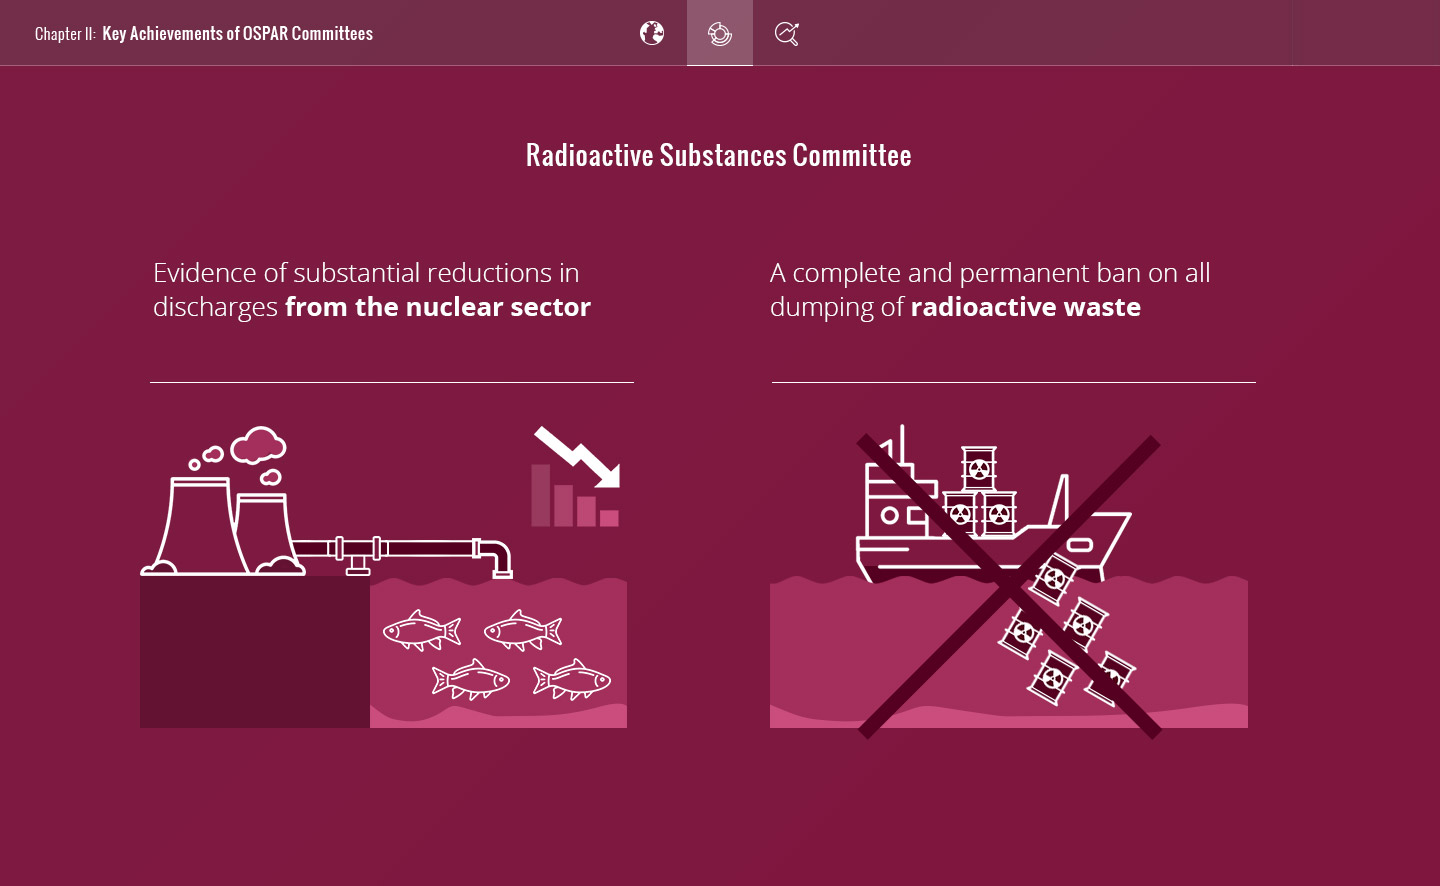 Chapter II: Key Achievements of OSPAR Committees
Radioactive Substances Committee
Evidence of substantial reductions in
discharges from the nuclear sector
A complete and permanent ban on all
dumping of radioactive waste